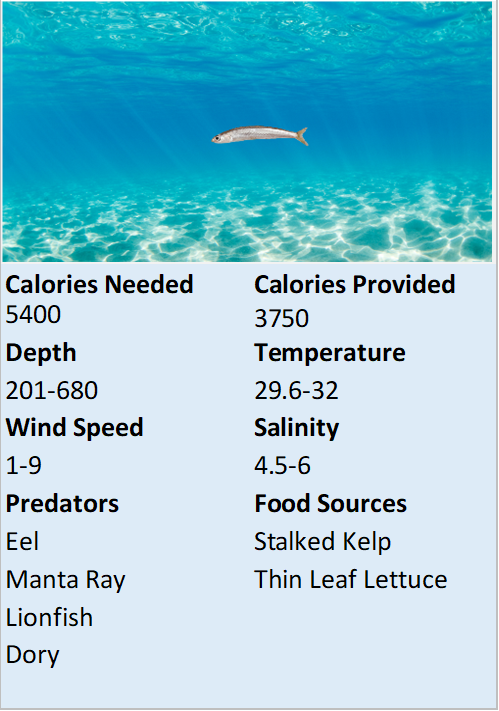 Calories Needed
5400
Calories Provided
3750
Depth
201-680
Temperature
29.6-32
Wind Speed
1-9
Salinity
4.5-6
Predators
Eel
Manta Ray
Lionfish
Dory
Food Sources
Stalked Kelp
Thin Leaf Lettuce